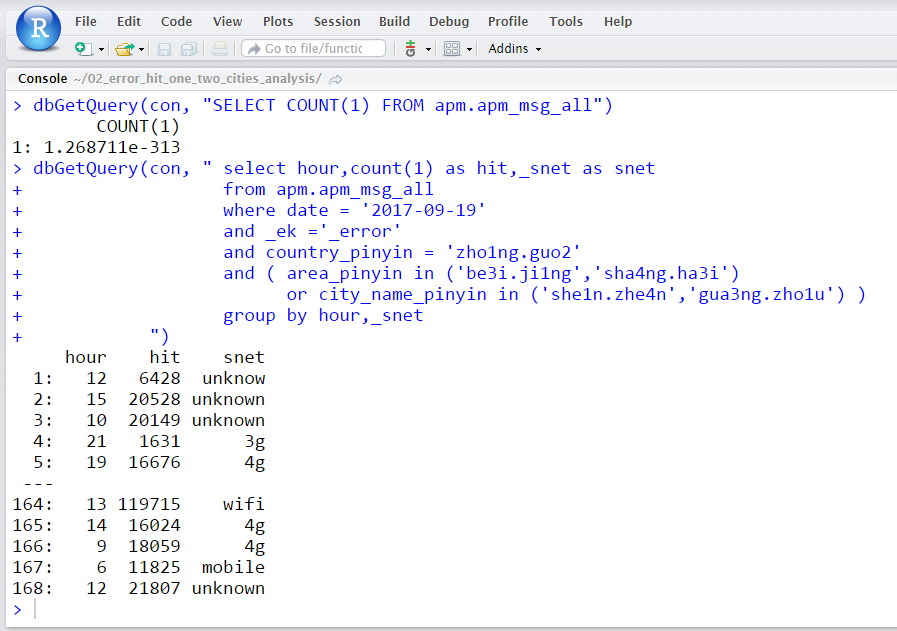 R
File Edit Code View Plots Session Build Debug Profile Tools Help
Go to file/functic Addins
Console ~/02_error_hit_one_two_cities_analysis/
> dbGetQuery(con, "SELECT COUNT(1) FROM apm.apm_msg_all")
COUNT(1)
1: 1.268711e-313
> dbGetQuery(con, " select hour,count(1) as hit,_snet as snet
+ from apm.apm_msg_all
+ where date = '2017-09-19'
+ and _ek ='_error'
+ and country_pinyin = 'zho1ng.guo2'
+ and ( area_pinyin in ('be3i.ji1ng','sha4ng.ha3i')
+ or city_name_pinyin in ('she1n.zhe4n','gua3ng.zho1u') )
+ group by hour,_snet
+ ")
hour hit snet
1: 12 6428 unknow
2: 15 20528 unknown
3: 10 20149 unknown
4: 21 1631 3g
5: 19 16676 4g
---
164: 13 119715 wifi
165: 14 16024 4g
166: 9 18059 4g
167: 6 11825 mobile
168: 12 21807 unknown
>